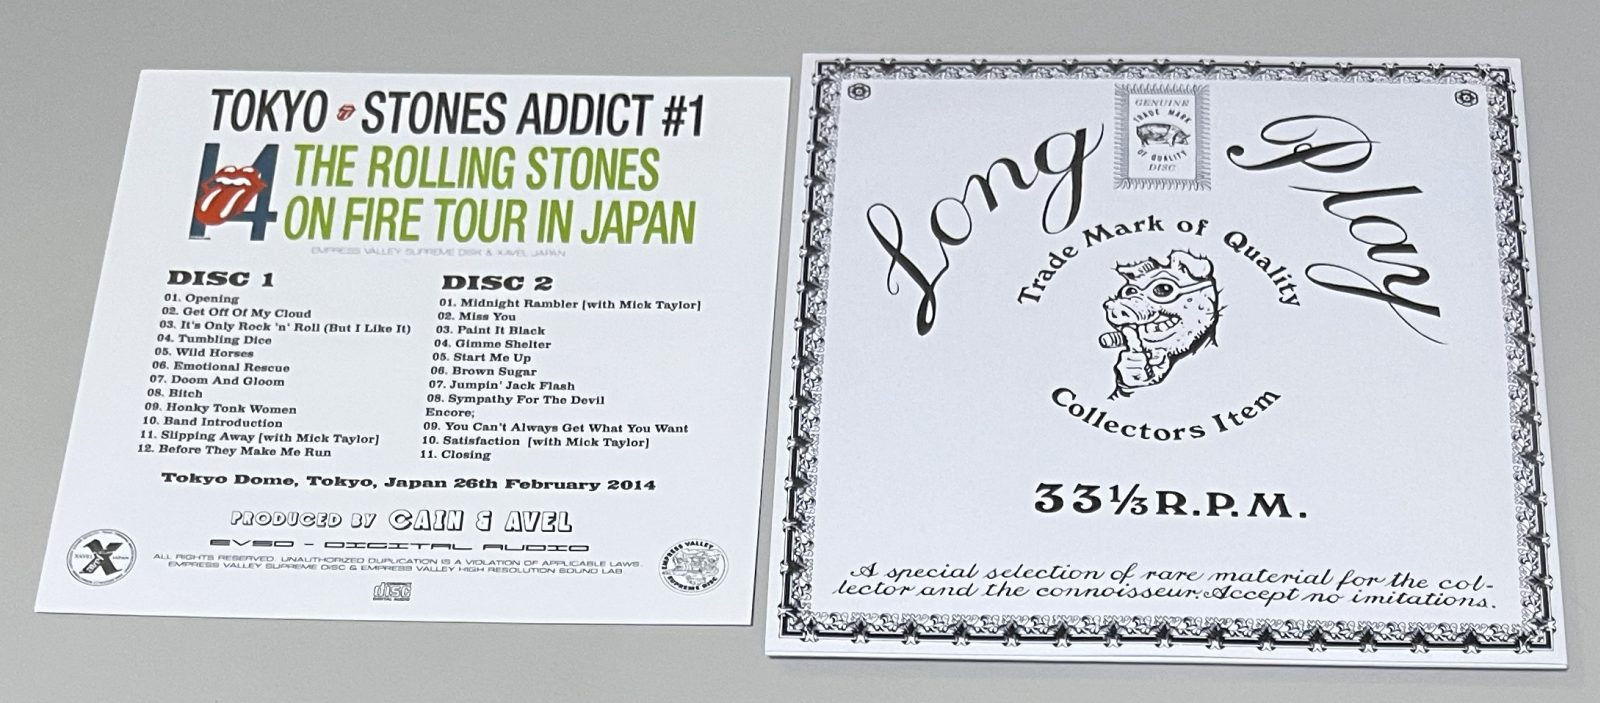 TOKYO STONES ADDICT #1
14
THE ROLLING STONES
ON FIRE TOUR IN JAPAN
EMPRESS VALLEY SUPREME DISK & XAVEL JAPAN
DISC 1
01. Opening
02. Get Off Of My Cloud
03. It's Only Rock 'n' Roll (But I Like It)
04. Tumbling Dice
05. Wild Horses
06. Emotional Rescue
07. Doom And Gloom
08. Bitch
09. Honky Tonk Women
10. Band Introduction
11. Slipping Away [with Mick Taylor]
12. Before They Make Me Run
DISC 2
01. Midnight Rambler [with Mick Taylor]
02. Miss You
03. Paint It Black
04. Gimme Shelter
05. Start Me Up
06. Brown Sugar
07. Jumpin' Jack Flash
08. Sympathy For The Devil
Encore;
09. You Can't Always Get What You Want
10. Satisfaction [with Mick Taylor]
11. Closing
Tokyo Dome, Tokyo, Japan 26th February 2014
PRODUCED BY CAIN & AVEL
EVSD - DIGITAL AUDIO
ALL RIGHTS RESERVED. UNAUTHORIZED DUPLICATION IS A VIOLATION OF APPLICABLE LAWS.
EMPRESS VALLEY SUPREME DISC & EMPRESS VALLEY HIGH RESOLUTION SOUND LAB.
X
EMPRESS VALLEY
SUPREME DISC
disc
DIGITAL AUDIO
Long Play
GENUINE
TRADE MARK
OF QUALITY
DISC
Trade Mark of Quality
Collectors Item
33⅓ R.P.M.
A special selection of rare material for the col-
lector and the connoisseur. Accept no imitations.